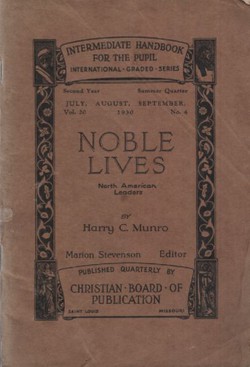 INTERMEDIATE HANDBOOK
FOR THE PUPIL
INTERNATIONAL-GRADED-SERIES
Second Year Summer Quarter
JULY, AUGUST, SEPTEMBER,
1930 No. 4
NOBLE
LIVES
North American
Leaders
BY
Harry C. Munro
Marion Stevenson Editor
PUBLISHED QUARTERLY BY
CHRISTIAN·BOARD·OF
PUBLICATION
SAINT LOUIS MISSOURI